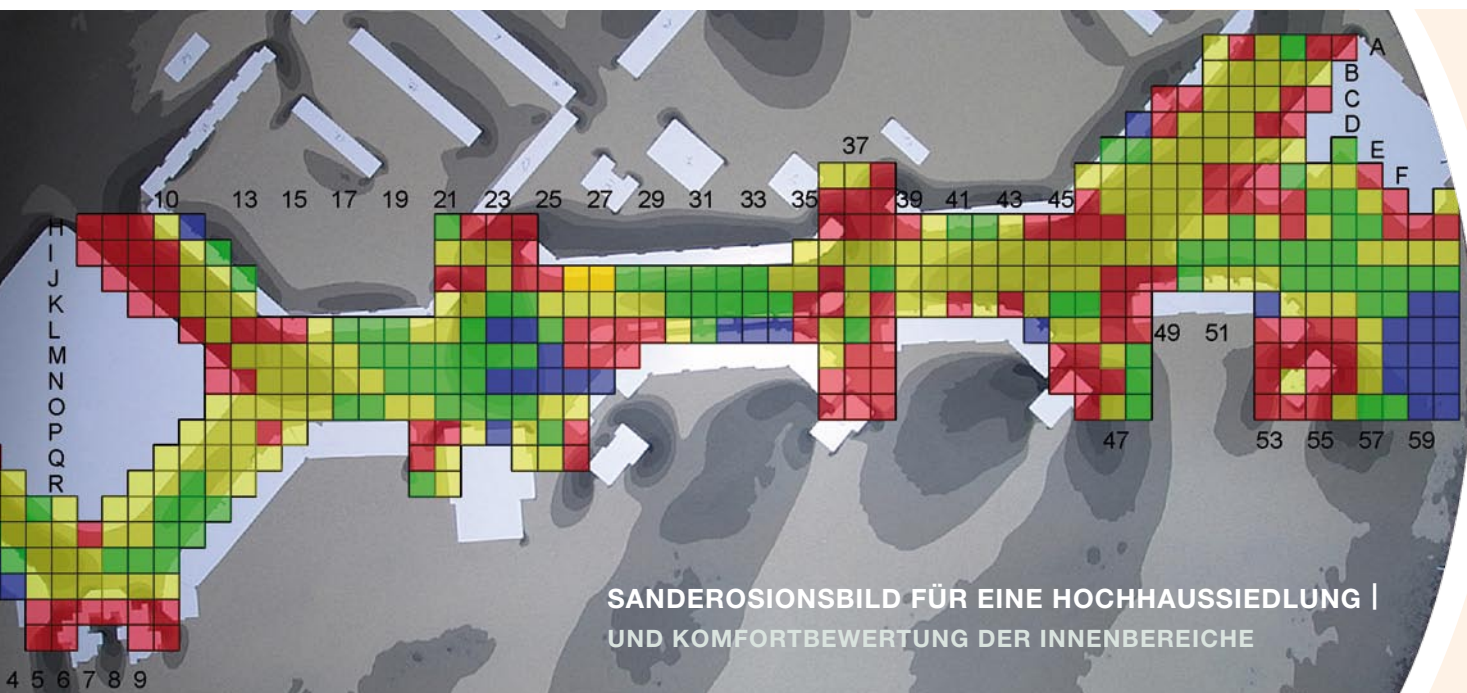 A
B
C
D
E
F
37
10 13 15 17 19 21 23 25 27 29 31 33 35 39 41 43 45
H
I
J
K
L
M
N
O
P
Q
R
49 51
47 53 55 57 59
SANDEROSIONSBILD FÜR EINE HOCHHAUSSIEDLUNG |
UND KOMFORTBEWERTUNG DER INNENBEREICHE
4 5 6 7 8 9